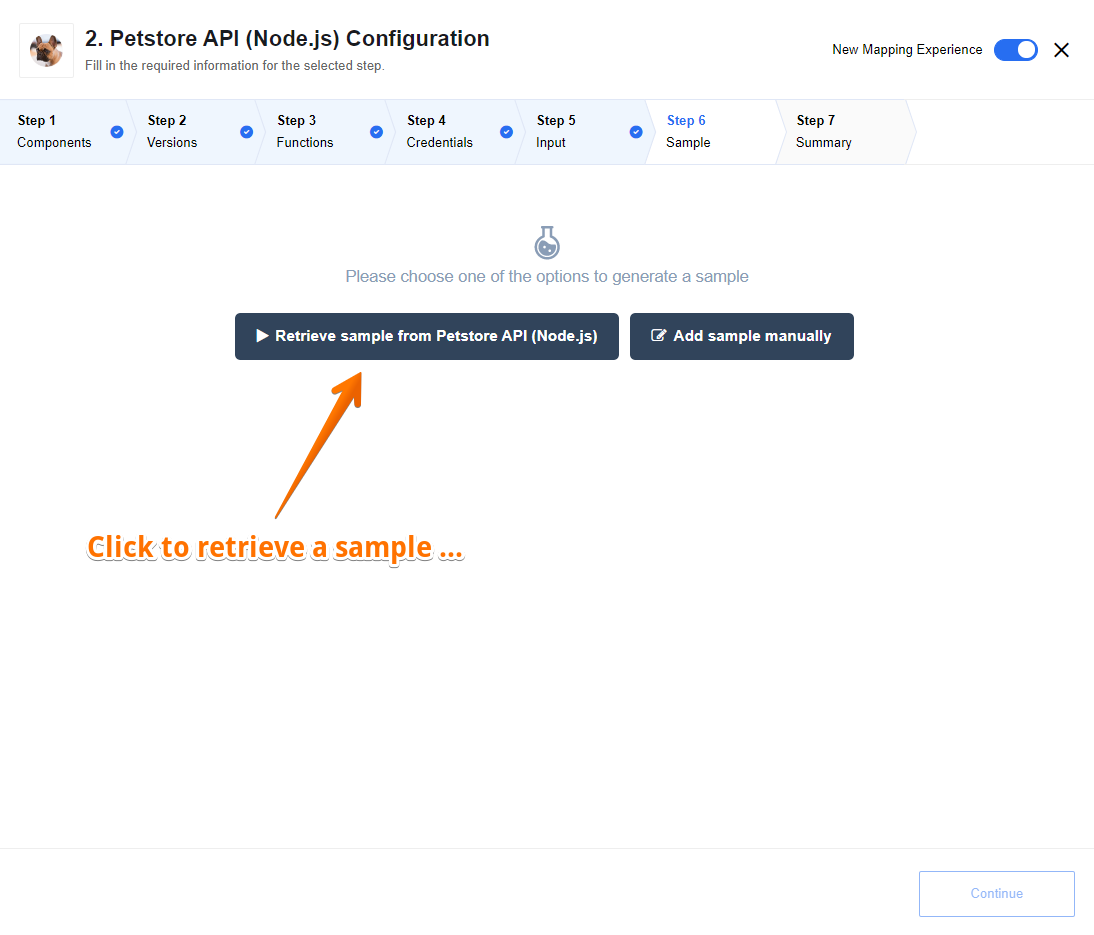 2. Petstore API (Node.js) Configuration
Fill in the required information for the selected step.
New Mapping Experience
Step 1
Components
Step 2
Versions
Step 3
Functions
Step 4
Credentials
Step 5
Input
Step 6
Sample
Step 7
Summary
Please choose one of the options to generate a sample
Retrieve sample from Petstore API (Node.js)
Add sample manually
Click to retrieve a sample ...
Continue